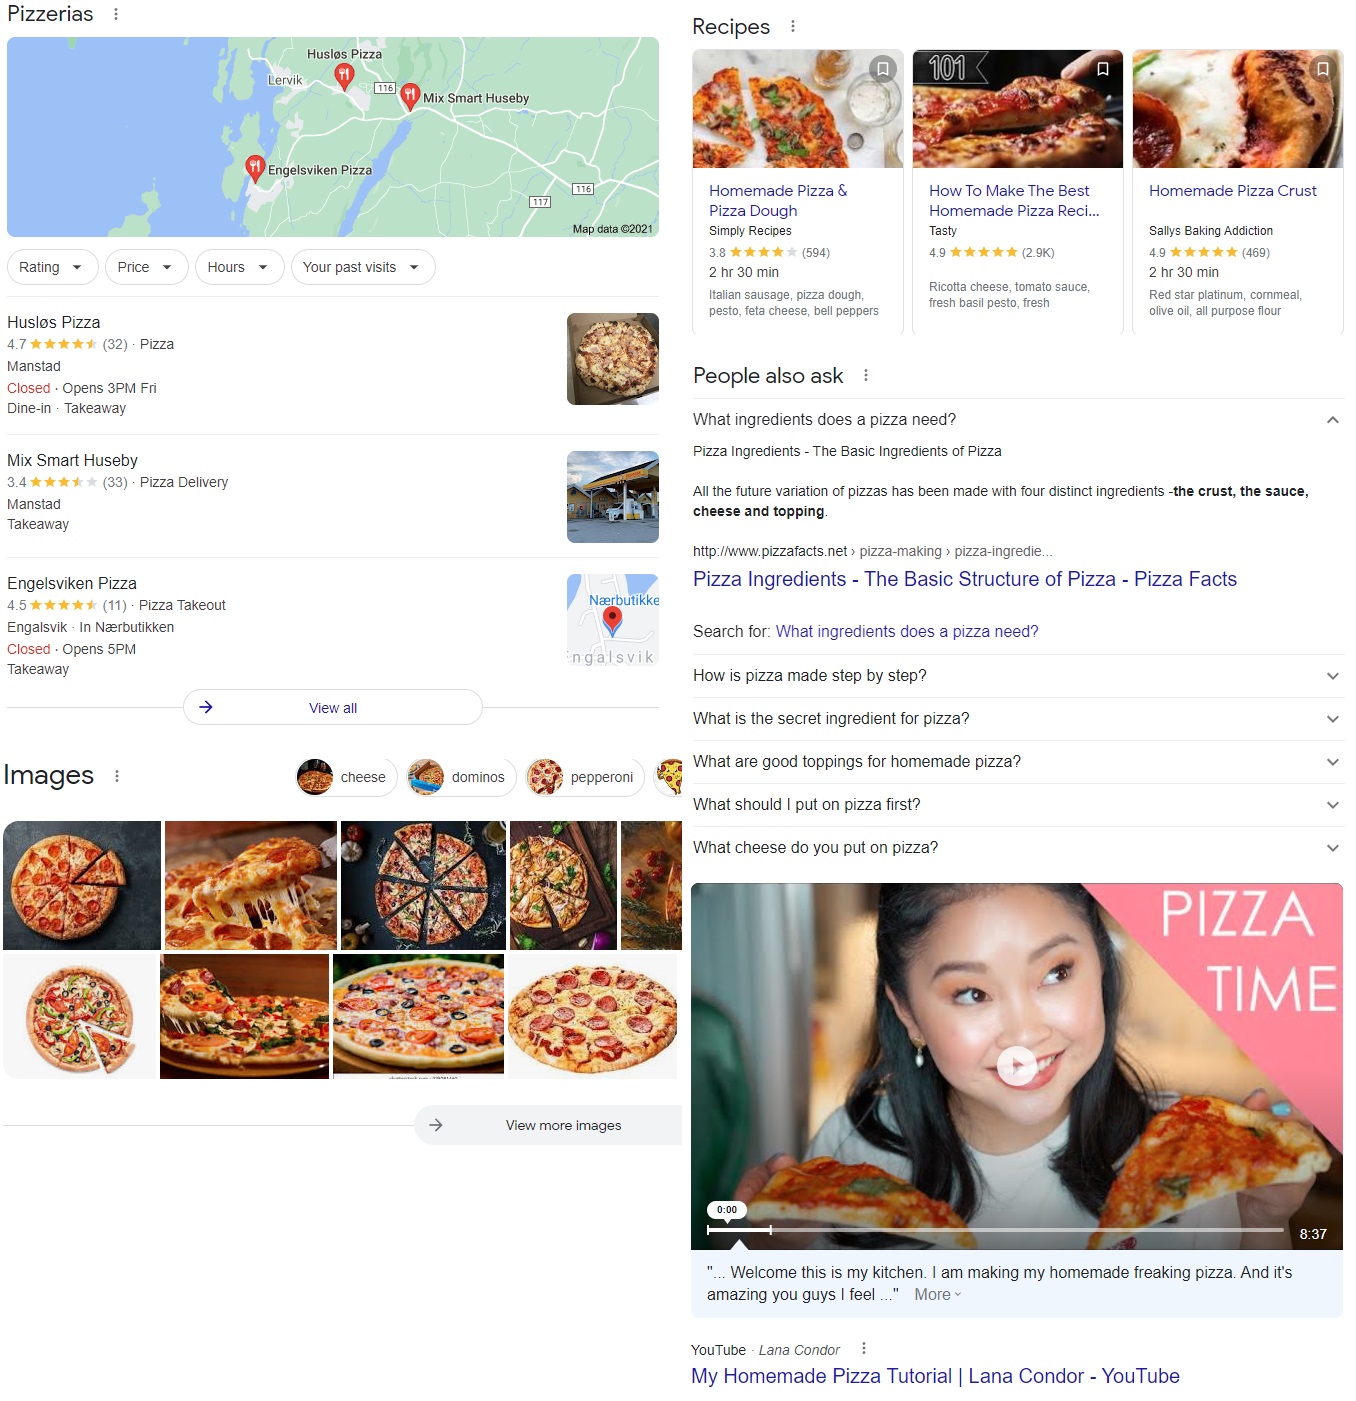 Pizzerias
Husløs Pizza
Lervik
116
Mix Smart Huseby
Engelsviken Pizza
116
117
Map data ©2021
Rating
Price
Hours
Your past visits
Husløs Pizza
4.7 (32) · Pizza
Manstad
Closed · Opens 3PM Fri
Dine-in · Takeaway
Mix Smart Huseby
3.4 (33) · Pizza Delivery
Manstad
Takeaway
Engelsviken Pizza
4.5 (11) · Pizza Takeout
Engalsvik · In Nærbutikken
Closed · Opens 5PM
Takeaway
Nærbutikke
ngalsvik
View all
Images
cheese
dominos
pepperoni
View more images
Recipes
101
Homemade Pizza &
Pizza Dough
Simply Recipes
3.8 (594)
2 hr 30 min
Italian sausage, pizza dough,
pesto, feta cheese, bell peppers
How To Make The Best
Homemade Pizza Reci...
Tasty
4.9 (2.9K)
Ricotta cheese, tomato sauce,
fresh basil pesto, fresh
Homemade Pizza Crust
Sallys Baking Addiction
4.9 (469)
2 hr 30 min
Red star platinum, cornmeal,
olive oil, all purpose flour
People also ask
What ingredients does a pizza need?
Pizza Ingredients - The Basic Ingredients of Pizza
All the future variation of pizzas has been made with four distinct ingredients -the crust, the sauce,
cheese and topping.
http://www.pizzafacts.net › pizza-making › pizza-ingredie...
Pizza Ingredients - The Basic Structure of Pizza - Pizza Facts
Search for: What ingredients does a pizza need?
How is pizza made step by step?
What is the secret ingredient for pizza?
What are good toppings for homemade pizza?
What should I put on pizza first?
What cheese do you put on pizza?
PIZZA
TIME
0:00
8:37
"... Welcome this is my kitchen. I am making my homemade freaking pizza. And it's
amazing you guys I feel ..." More
YouTube · Lana Condor
My Homemade Pizza Tutorial | Lana Condor - YouTube